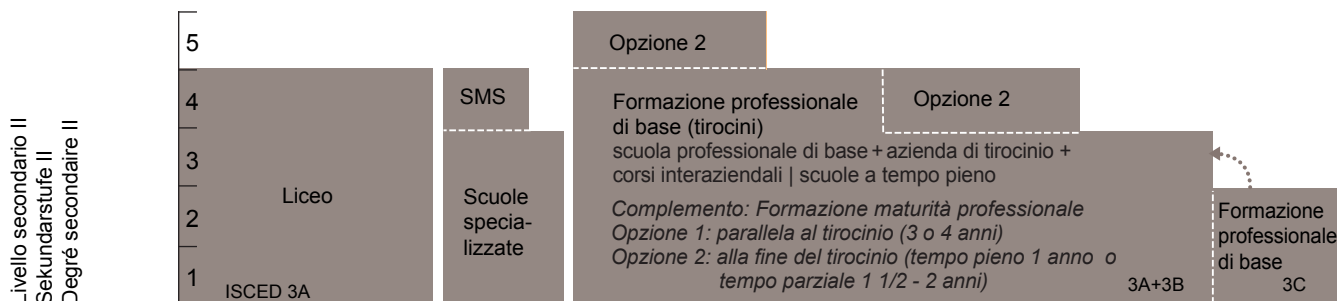 Livello secondario II
Sekundarstufe II
Degré secondaire II
5
4
3
2
1
Liceo
ISCED 3A
SMS
Scuole
specia-
lizzate
Opzione 2
Formazione professionale
di base (tirocini)
scuola professionale di base + azienda di tirocinio +
corsi interaziendali | scuole a tempo pieno
Complemento: Formazione maturità professionale
Opzione 1: parallela al tirocinio (3 o 4 anni)
Opzione 2: alla fine del tirocinio (tempo pieno 1 anno o
tempo parziale 1 1/2 - 2 anni)
Opzione 2
3A+3B
Formazione
professionale
di base
3C